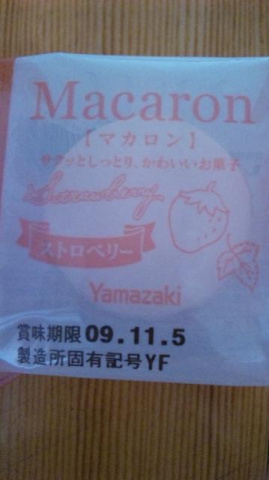 Macaron
【マカロン】
サクッとしっとり、かわいいお菓子
Strawberry
ストロベリー
Yamazaki
賞味期限 09.11.5
製造所固有記号YF